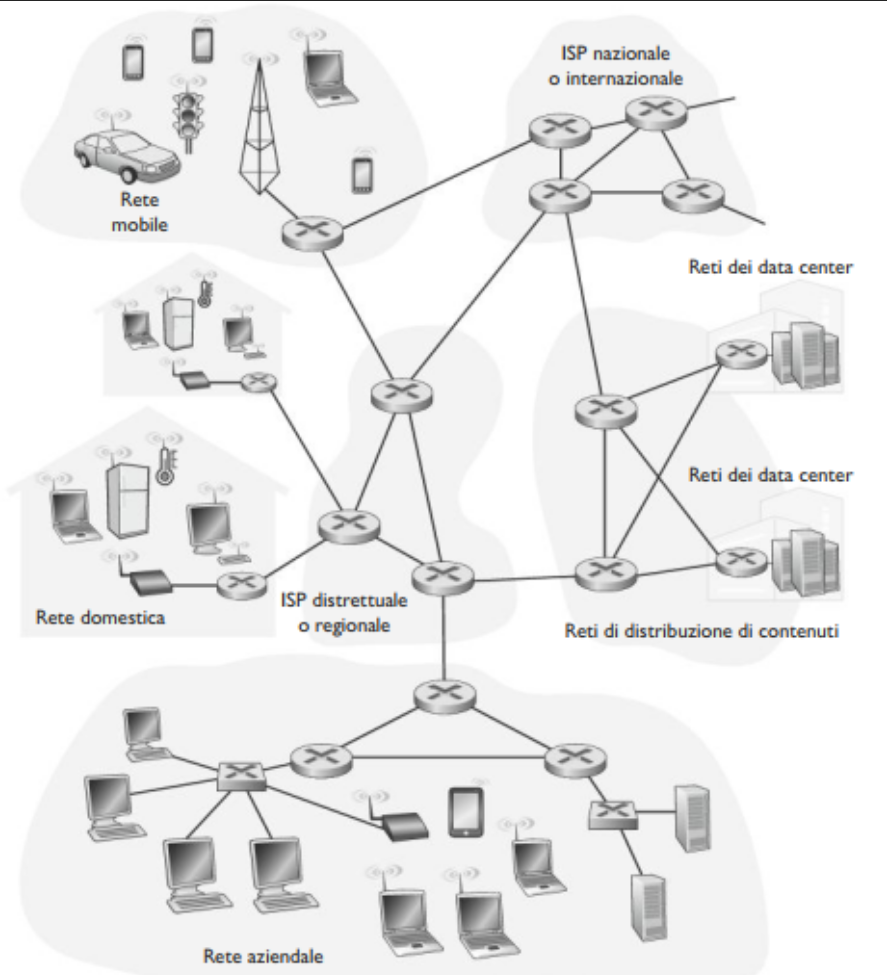 ISP nazionale
o internazionale
Rete
mobile
Reti dei data center
Reti dei data center
Rete domestica
ISP distrettuale
o regionale
Reti di distribuzione di contenuti
Rete aziendale